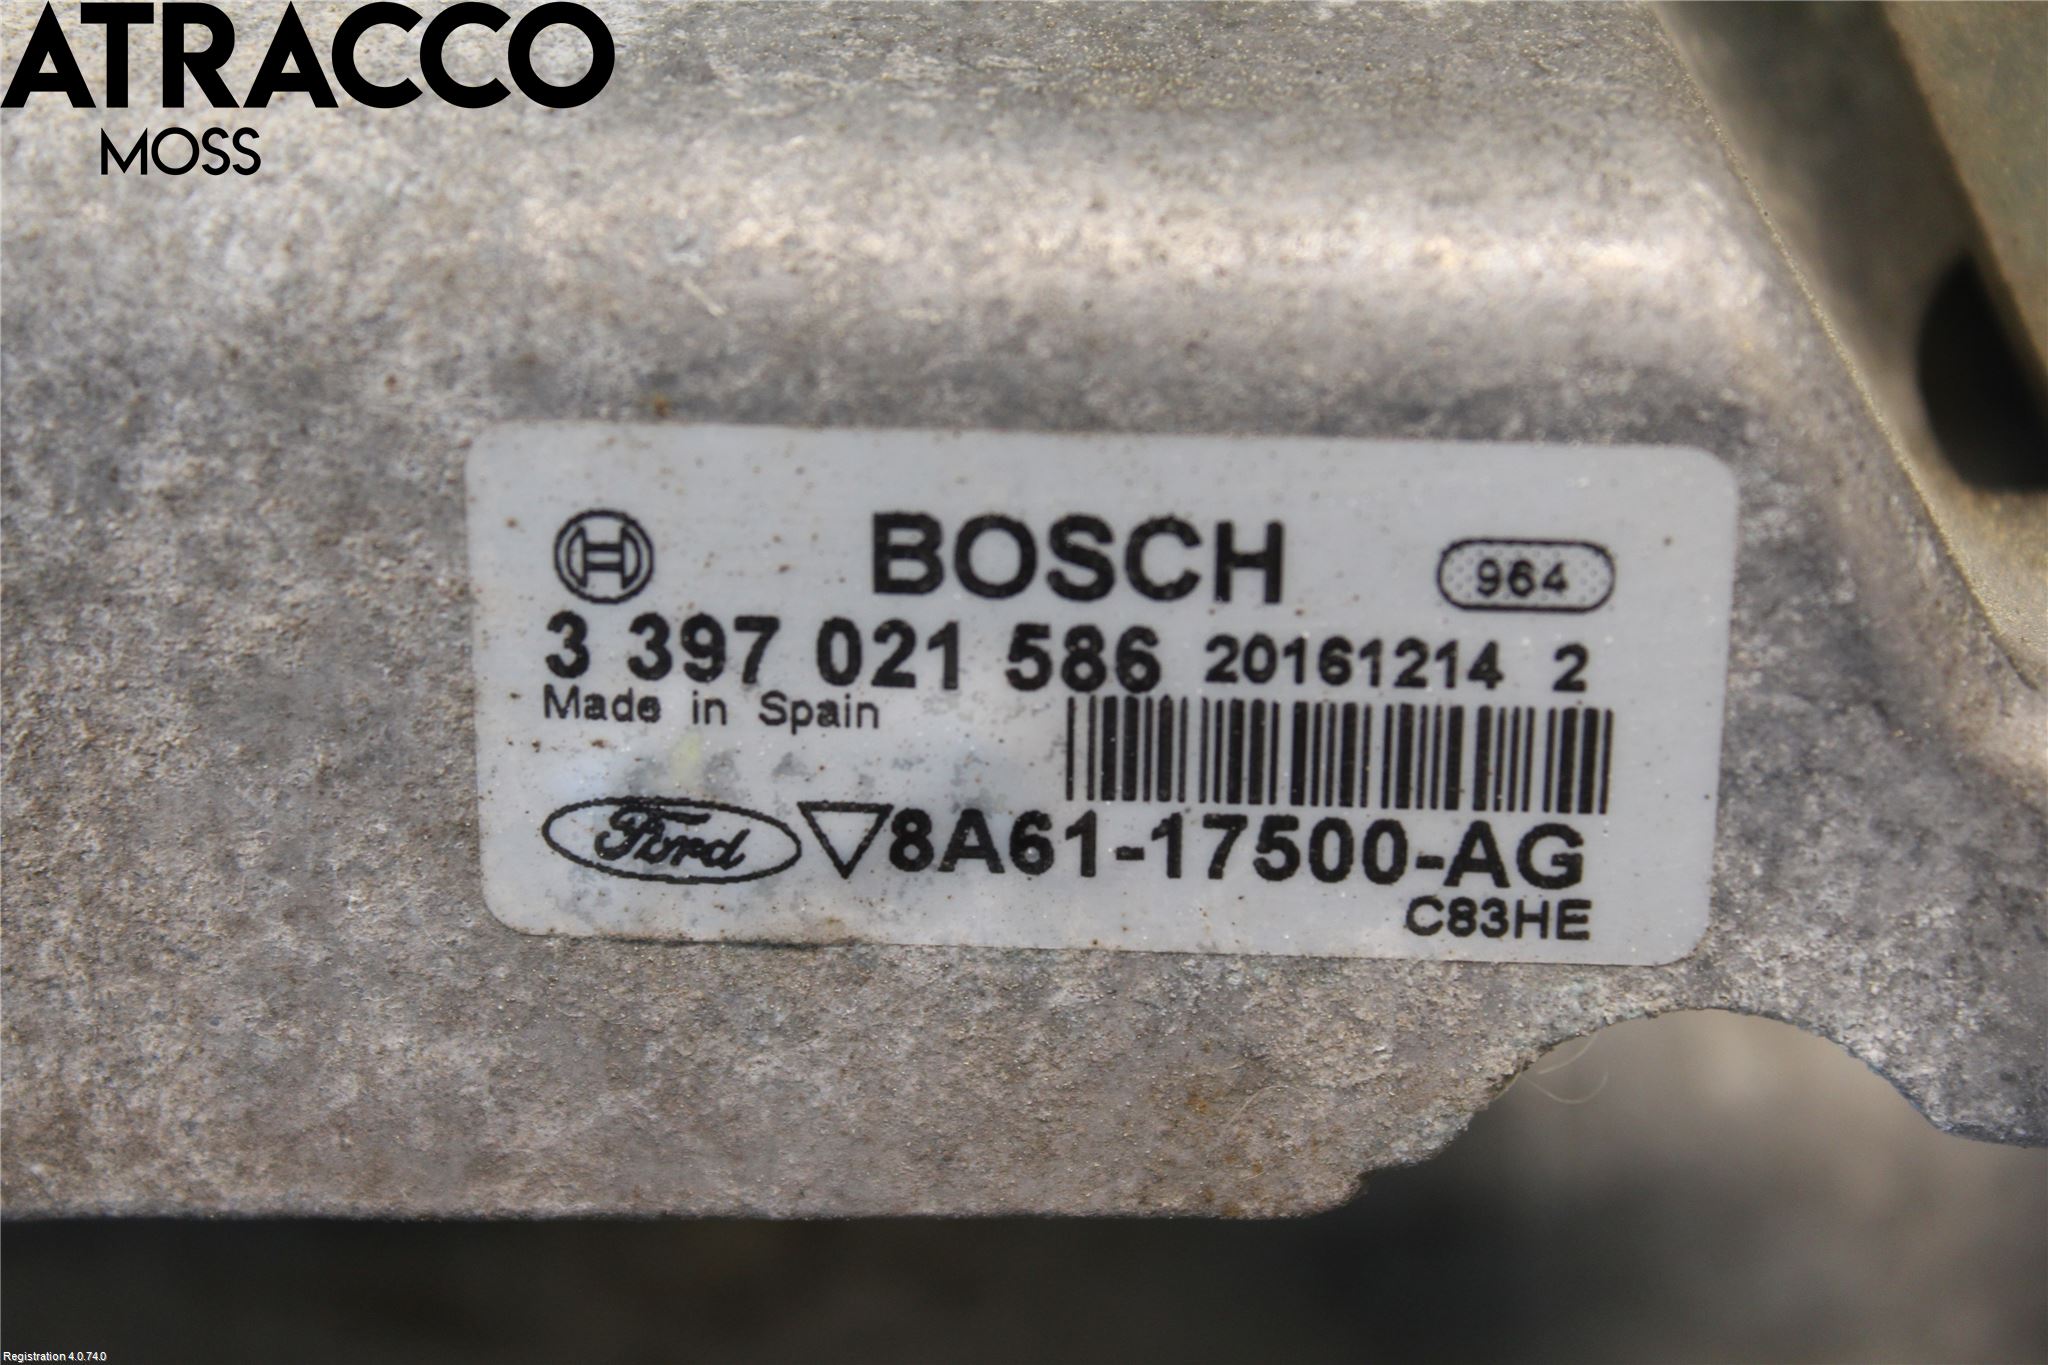 ATRACCO
MOSS
BOSCH 964
3 397 021 586 20161214 2
Made in Spain
Ford 8A61-17500-AG
C83HE
Registration 4.0.74.0